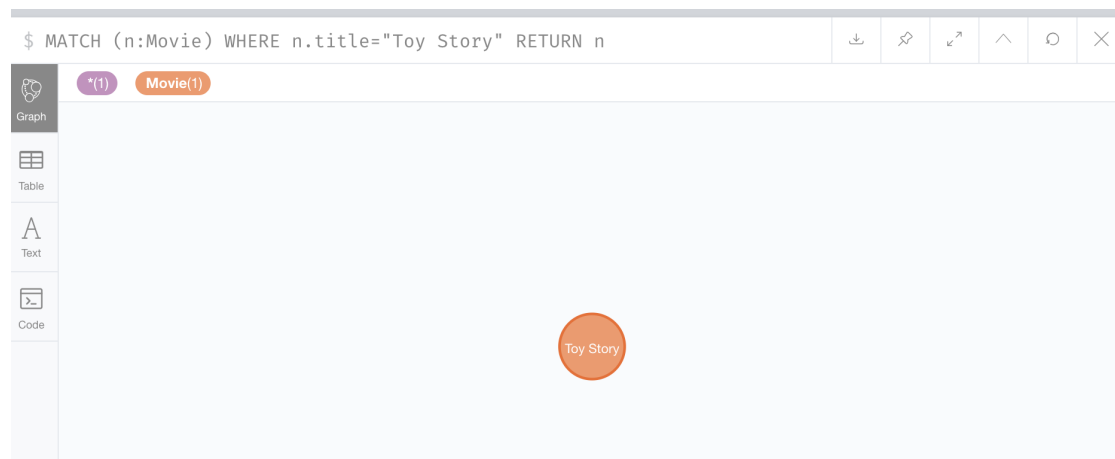 $ MATCH (n:Movie) WHERE n.title="Toy Story" RETURN n
*(1) Movie(1)
Graph
Table
A
Text
>_
Code
Toy Story